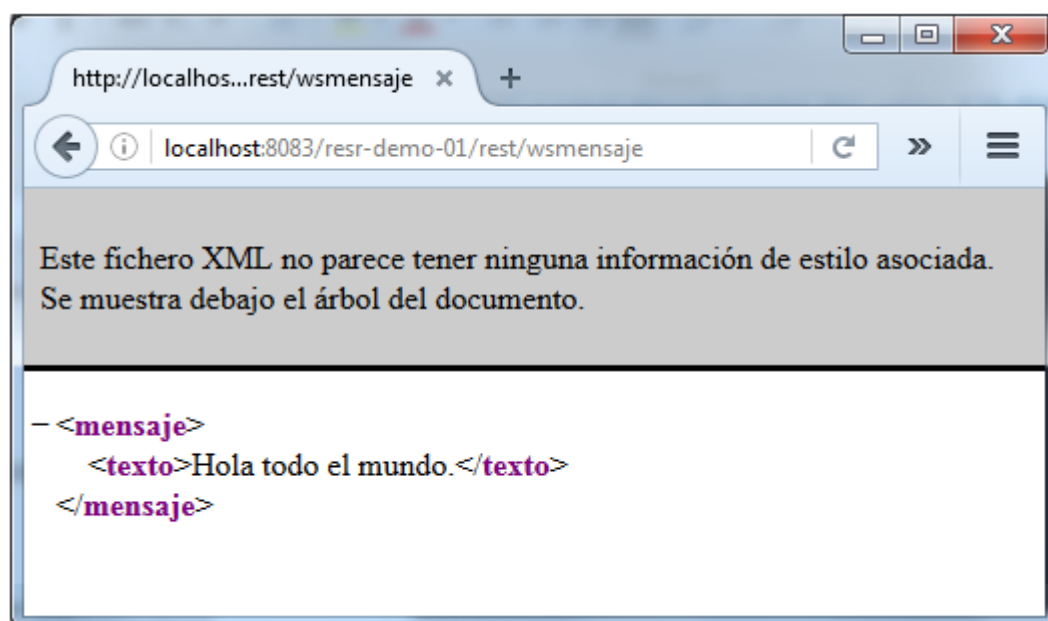 http://localhos...rest/wsmensaje
localhost:8083/resr-demo-01/rest/wsmensaje
Este fichero XML no parece tener ninguna información de estilo asociada.
Se muestra debajo el árbol del documento.
−<mensaje>
<texto>Hola todo el mundo.</texto>
</mensaje>